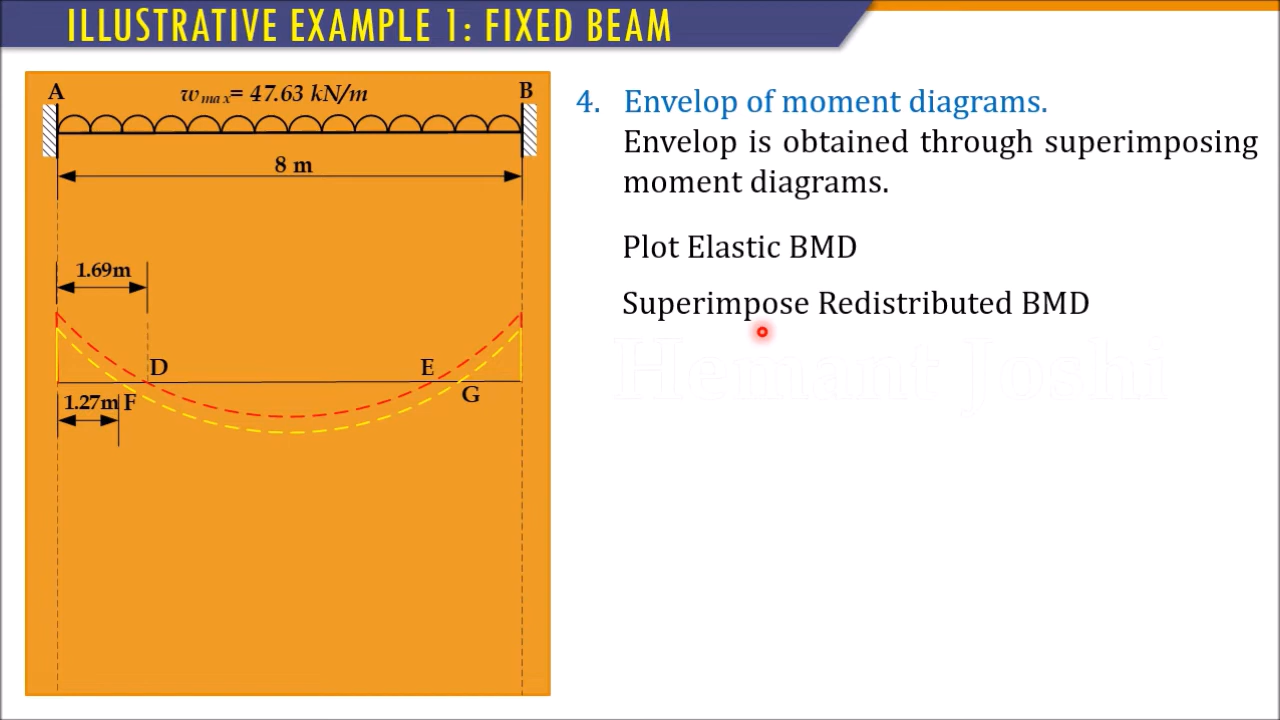 ILLUSTRATIVE EXAMPLE 1: FIXED BEAM
A
w max= 47.63 kN/m
B
8 m
1.69m
D
E
1.27m
F
G
4. Envelop of moment diagrams.
Envelop is obtained through superimposing
moment diagrams.
Plot Elastic BMD
Superimpose Redistributed BMD
Hemant Joshi